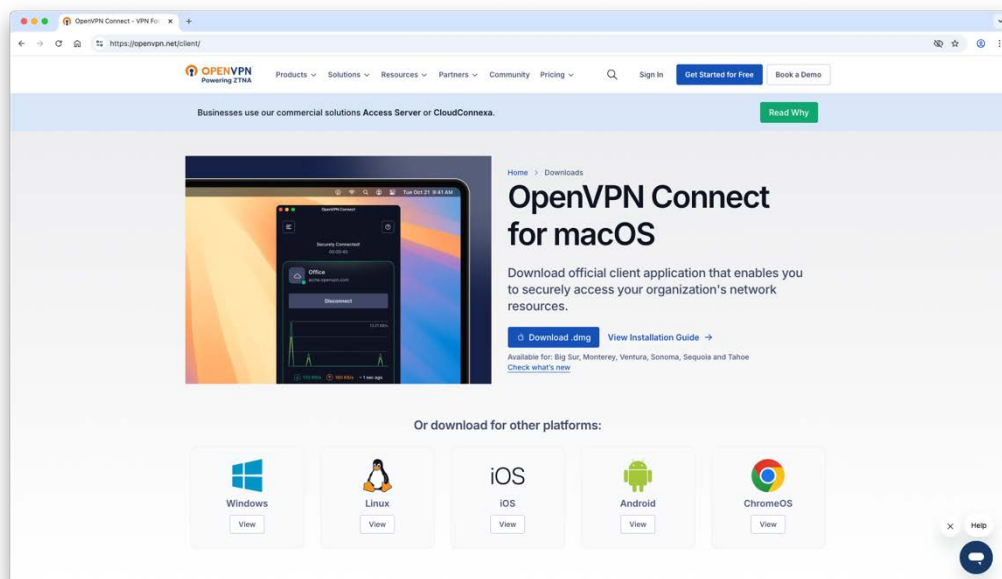 OpenVPN Connect - VPN For
https://openvpn.net/client/
OPENVPN
Powering ZTNA
Products
Solutions
Resources
Partners
Community
Pricing
Sign In
Get Started for Free
Book a Demo
Businesses use our commercial solutions Access Server or CloudConnexa.
Read Why
Tue Oct 21 9:41 AM
OpenVPN Connect
Securely Connected!
Office
acme.openvpn.com
Disconnect
Home > Downloads
OpenVPN Connect
for macOS
Download official client application that enables you
to securely access your organization's network
resources.
Download .dmg
View Installation Guide →
Available for: Big Sur, Monterey, Ventura, Sonoma, Sequoia and Tahoe
Check what's new
Or download for other platforms:
Windows
View
Linux
View
iOS
iOS
View
Android
View
ChromeOS
View
Help